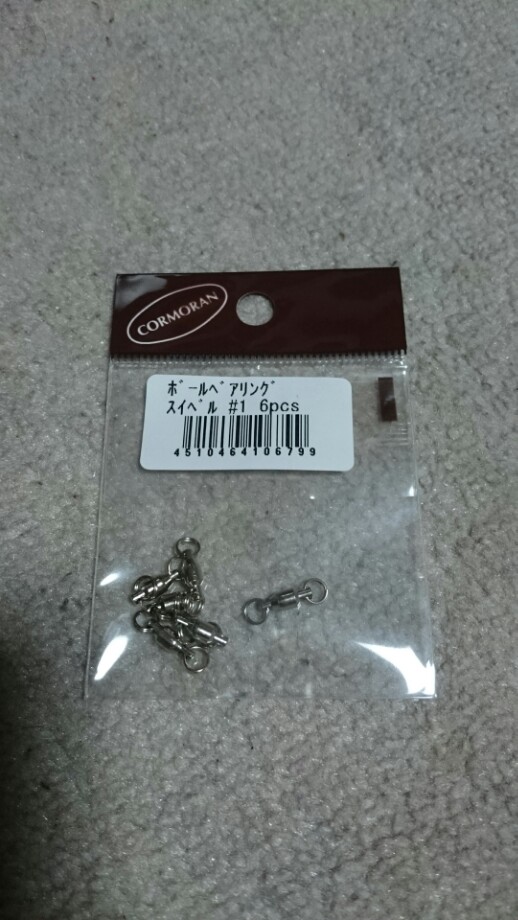 CORMORAN
ﾎﾞｰﾙﾍﾞｱﾘﾝｸﾞ
ｽｲﾍﾞﾙ #1 6pcs
4510464106799